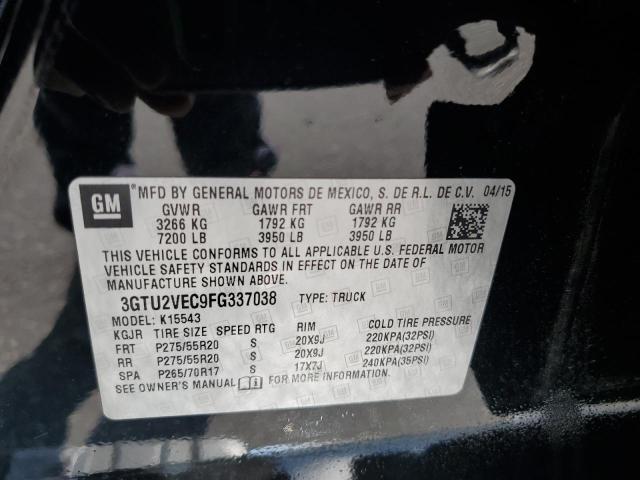 GM ® MFD BY GENERAL MOTORS DE MEXICO, S. DE R.L. DE C.V. 04/15
GVWR GAWR FRT GAWR RR
3266 KG 1792 KG 1792 KG
7200 LB 3950 LB 3950 LB
THIS VEHICLE CONFORMS TO ALL APPLICABLE U.S. FEDERAL MOTOR
VEHICLE SAFETY STANDARDS IN EFFECT ON THE DATE OF
MANUFACTURE SHOWN ABOVE.
3GTU2VEC9FG337038 TYPE: TRUCK
MODEL: K15543
KGJR TIRE SIZE SPEED RTG RIM COLD TIRE PRESSURE
FRT P275/55R20 S 20X9J 220KPA(32PSI)
RR P275/55R20 S 20X9J 220KPA(32PSI)
SPA P265/70R17 S 17X7J 240KPA(35PSI)
SEE OWNER'S MANUAL FOR MORE INFORMATION.